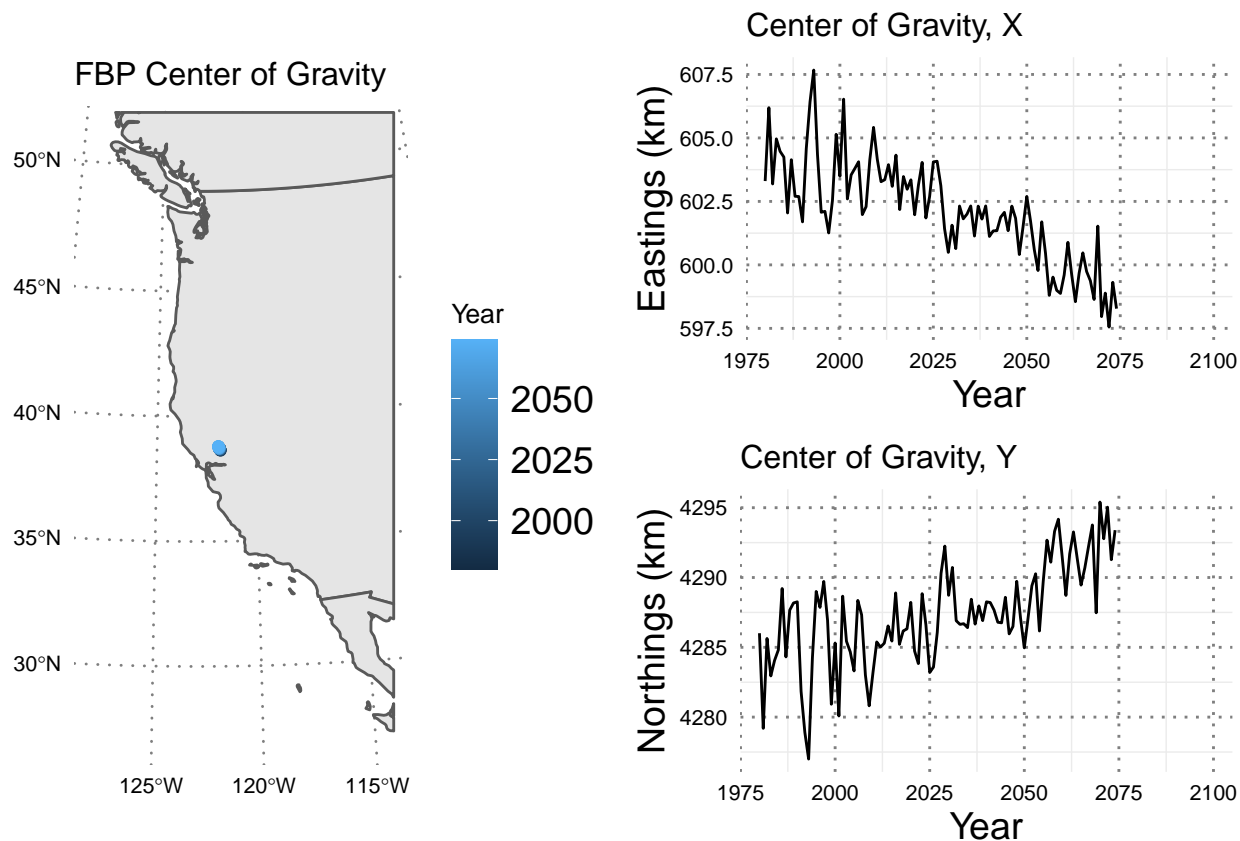 FBP Center of Gravity
50°N
45°N
40°N
35°N
30°N
125°W 120°W 115°W
Year
2050
2025
2000
Center of Gravity, X
Eastings (km)
607.5
605.0
602.5
600.0
597.5
1975 2000 2025 2050 2075 2100
Year
Center of Gravity, Y
Northings (km)
4295
4290
4285
4280
1975 2000 2025 2050 2075 2100
Year